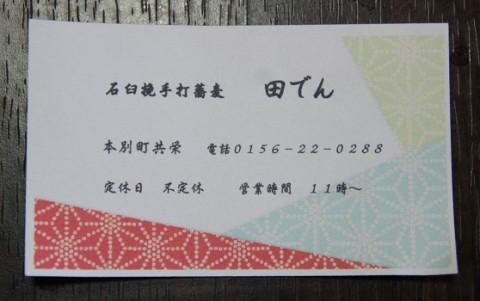 石臼挽手打蕎麦　田でん
本別町共栄　電話０１５６－２２－０２８８
定休日　不定休　営業時間　１１時～